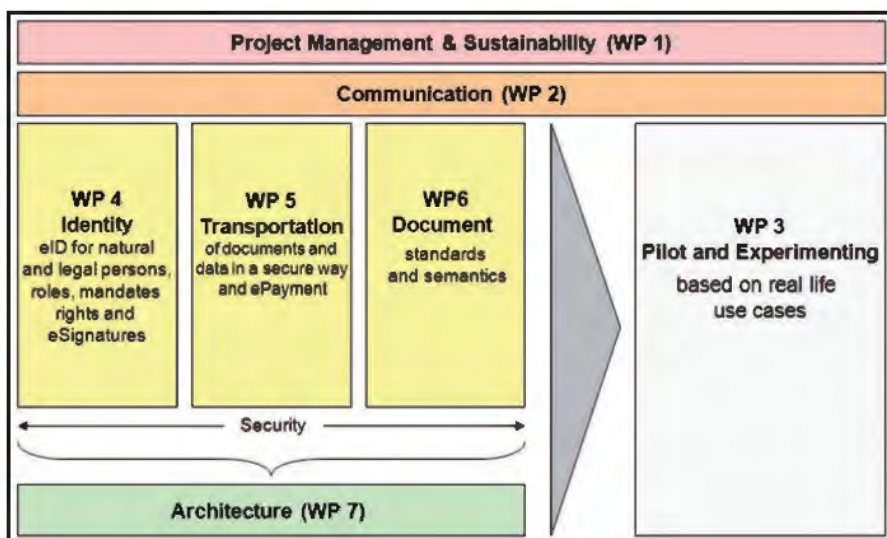 Project Management & Sustainability (WP 1)
Communication (WP 2)
WP 4
Identity
eID for natural
and legal persons,
roles, mandates
rights and
eSignatures
WP 5
Transportation
of documents and
data in a secure way
and ePayment
WP6
Document
standards
and semantics
WP 3
Pilot and Experimenting
based on real life
use cases
Security
Architecture (WP 7)